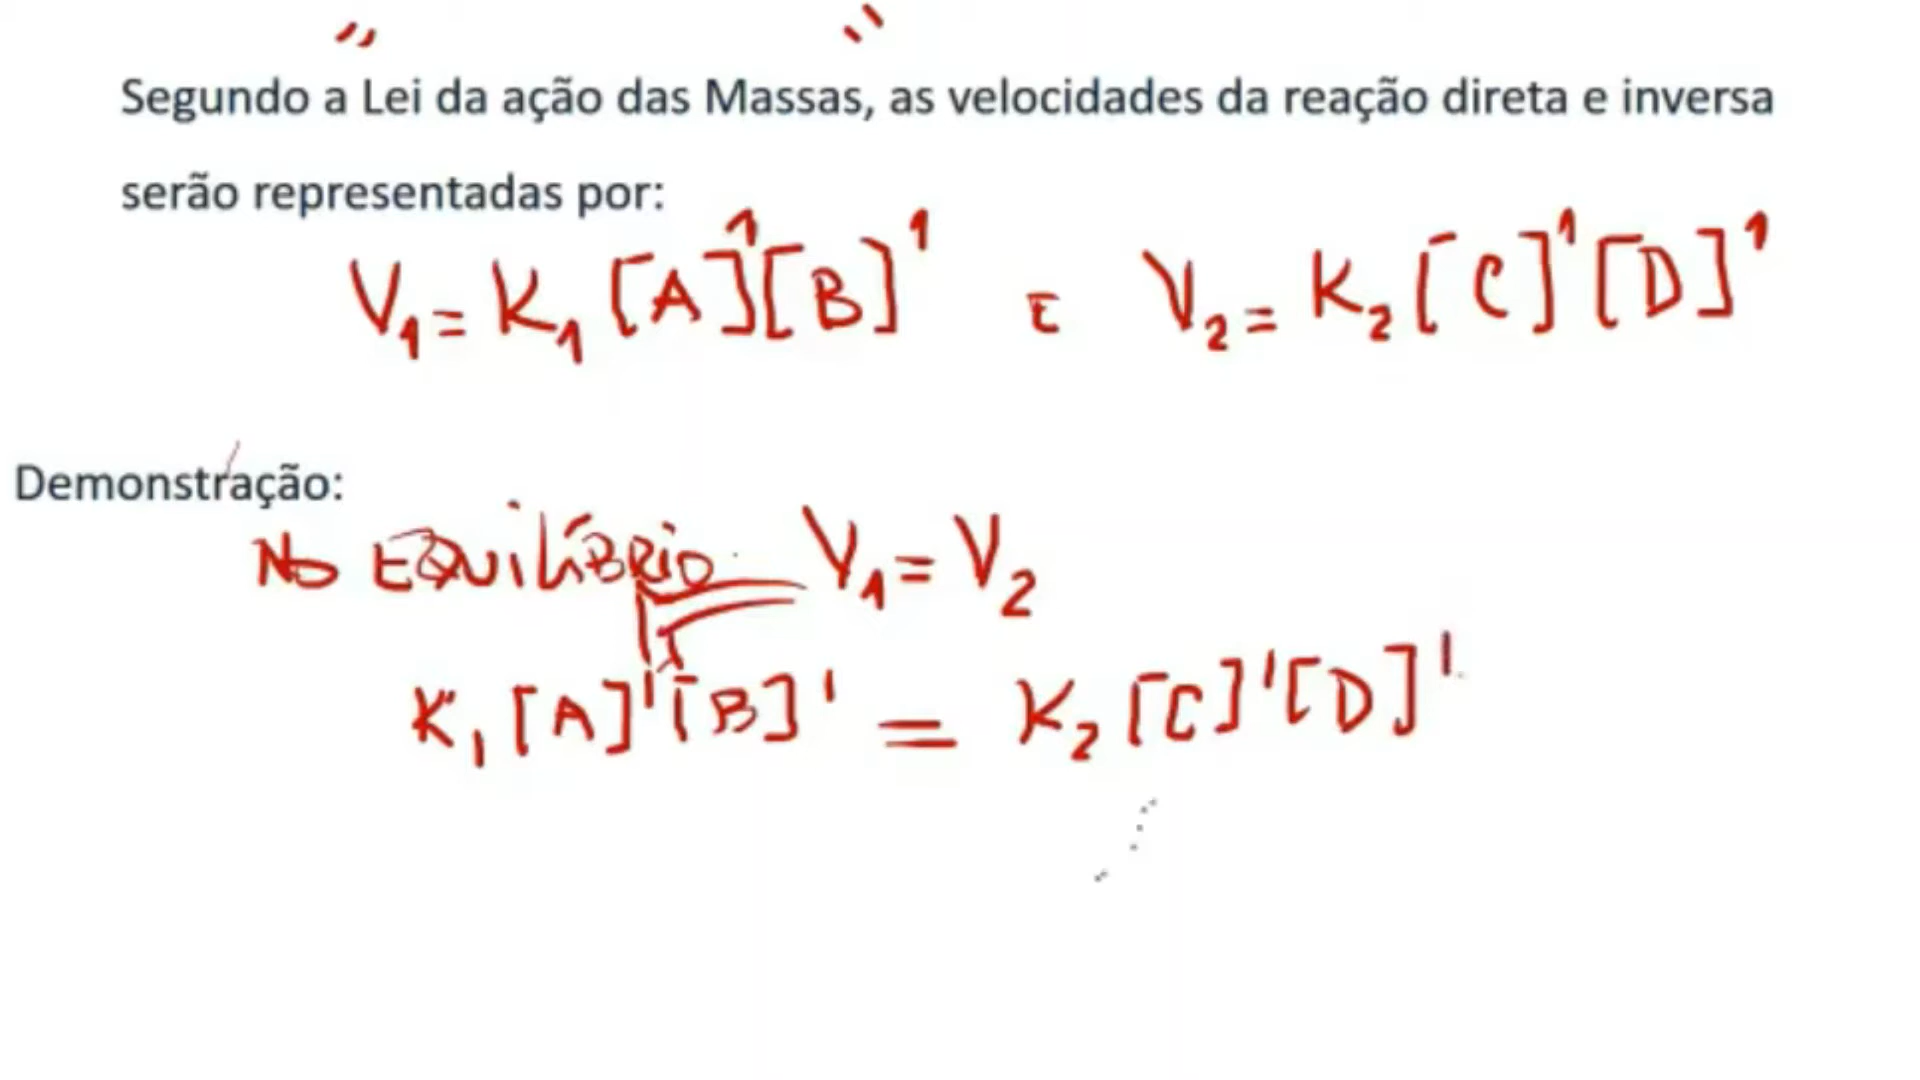 Segundo a Lei da ação das Massas, as velocidades da reação direta e inversa
serão representadas por:
V₁ = K₁ [A]¹[B]¹ E V₂ = K₂ [C]¹[D]¹
Demonstração:
NO EQUILÍBRIO V₁ = V₂
K₁ [A]¹[B]¹ = K₂ [C]¹[D]¹